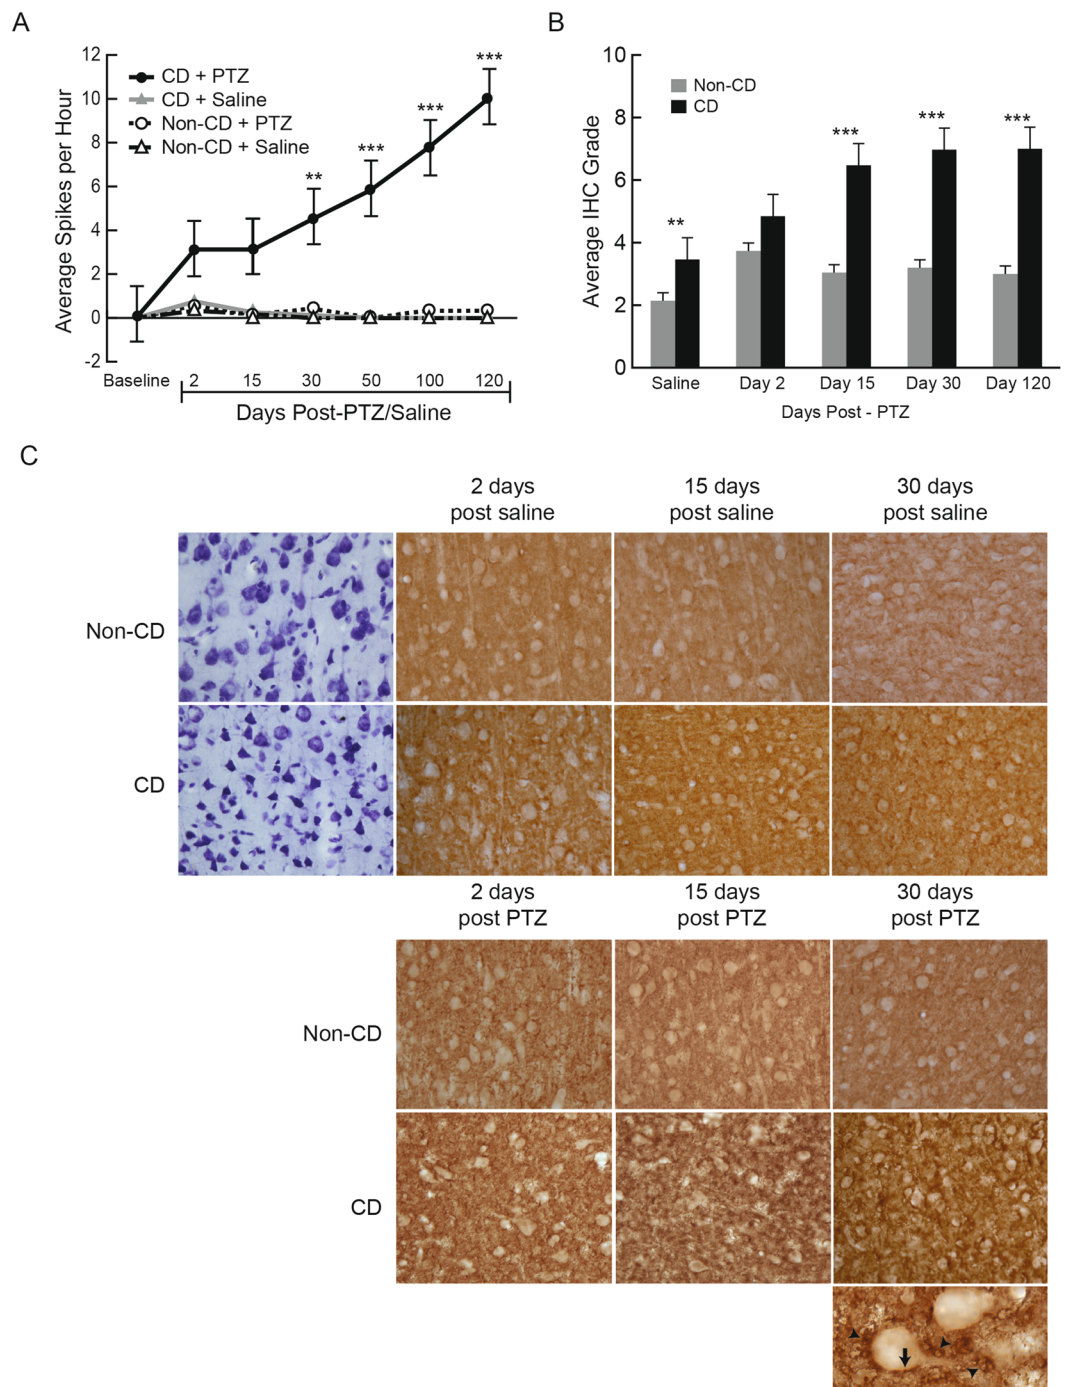 A
12
10
8
6
4
2
0
-2
Average Spikes per Hour
CD + PTZ
CD + Saline
Non-CD + PTZ
Non-CD + Saline
**
***
***
***
Baseline
2
15
30
50
100
120
Days Post-PTZ/Saline
B
10
8
6
4
2
0
Average IHC Grade
Non-CD
CD
**
***
***
***
Saline
Day 2
Day 15
Day 30
Day 120
Days Post - PTZ
C
2 days
post saline
15 days
post saline
30 days
post saline
Non-CD
CD
2 days
post PTZ
15 days
post PTZ
30 days
post PTZ
Non-CD
CD